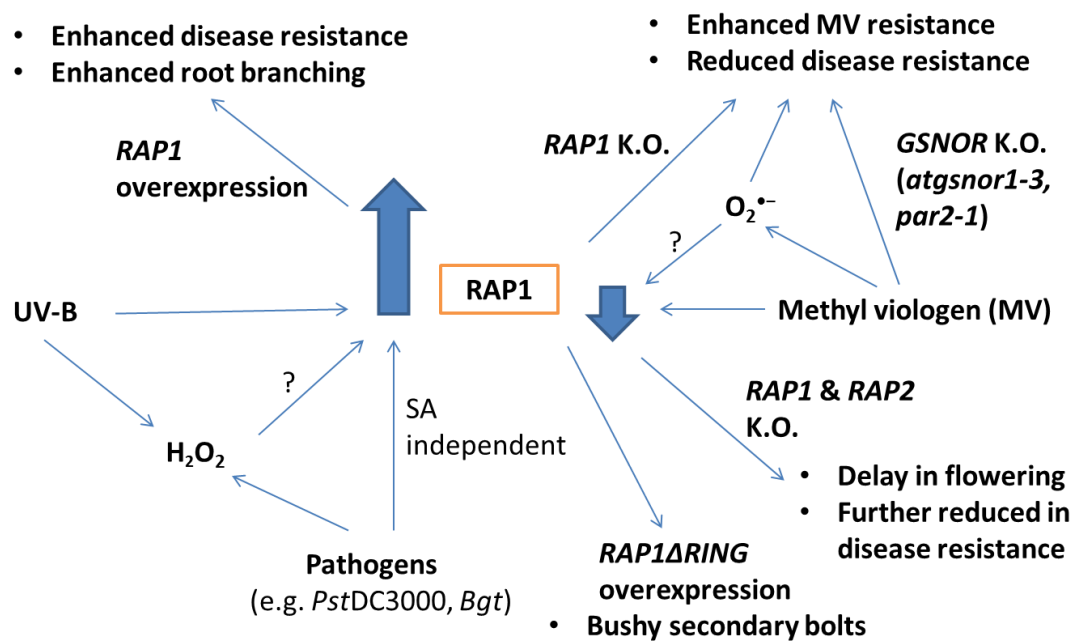 • Enhanced disease resistance
• Enhanced root branching
• Enhanced MV resistance
• Reduced disease resistance
RAP1
overexpression
RAP1 K.O.
GSNOR K.O.
(atgsnor1-3,
par2-1)
O₂•−
?
RAP1
UV-B
Methyl viologen (MV)
?
SA
independent
H₂O₂
RAP1 & RAP2
K.O.
• Delay in flowering
• Further reduced in
disease resistance
Pathogens
(e.g. PstDC3000, Bgt)
RAP1ΔRING
overexpression
• Bushy secondary bolts